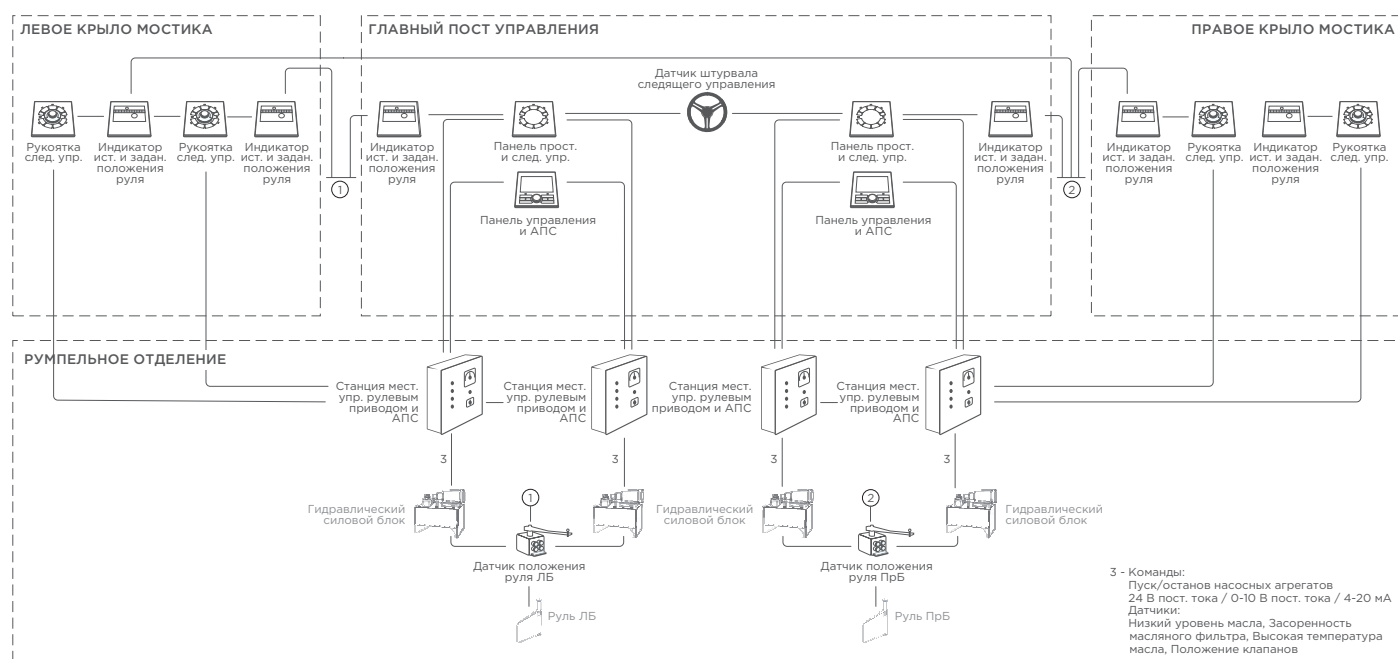 ЛЕВОЕ КРЫЛО МОСТИКА
ГЛАВНЫЙ ПОСТ УПРАВЛЕНИЯ
ПРАВОЕ КРЫЛО МОСТИКА
Датчик штурвала
следящего управления
Рукоятка
след. упр.
Индикатор
ист. и задан.
положения
руля
Рукоятка
след. упр.
Индикатор
ист. и задан.
положения
руля
Индикатор
ист. и задан.
положения
руля
Панель прост.
и след. упр.
Панель прост.
и след. упр.
Индикатор
ист. и задан.
положения
руля
Индикатор
ист. и задан.
положения
руля
Рукоятка
след. упр.
Индикатор
ист. и задан.
положения
руля
Рукоятка
след. упр.
1
2
Панель управления
и АПС
Панель управления
и АПС
РУМПЕЛЬНОЕ ОТДЕЛЕНИЕ
Станция мест.
упр. рулевым
приводом и
АПС
Станция мест.
упр. рулевым
приводом и
АПС
Станция мест.
упр. рулевым
приводом и АПС
Станция мест.
упр. рулевым
приводом и
АПС
3
3
3
3
Гидравлический
силовой блок
1
Гидравлический
силовой блок
2
Гидравлический
силовой блок
Датчик положения
руля ЛБ
Датчик положения
руля ПрБ
Руль ЛБ
Руль ПрБ
3 - Команды:
Пуск/останов насосных агрегатов
24 В пост. тока / 0-10 В пост. тока / 4-20 мА
Датчики:
Низкий уровень масла, Засоренность
масляного фильтра, Высокая температура
масла, Положение клапанов